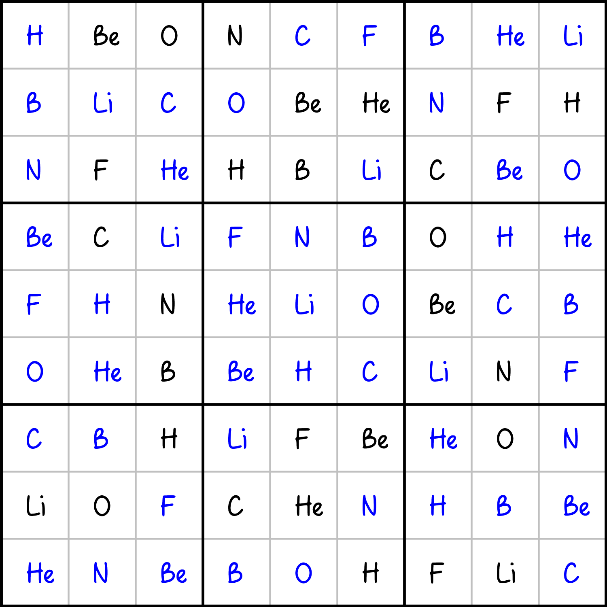 H Be O N C F B He Li
B Li C O Be He N F H
N F He H B Li C Be O
Be C Li F N B O H He
F H N He Li O Be C B
O He B Be H C Li N F
C B H Li F Be He O N
Li O F C He N H B Be
He N Be B O H F Li C